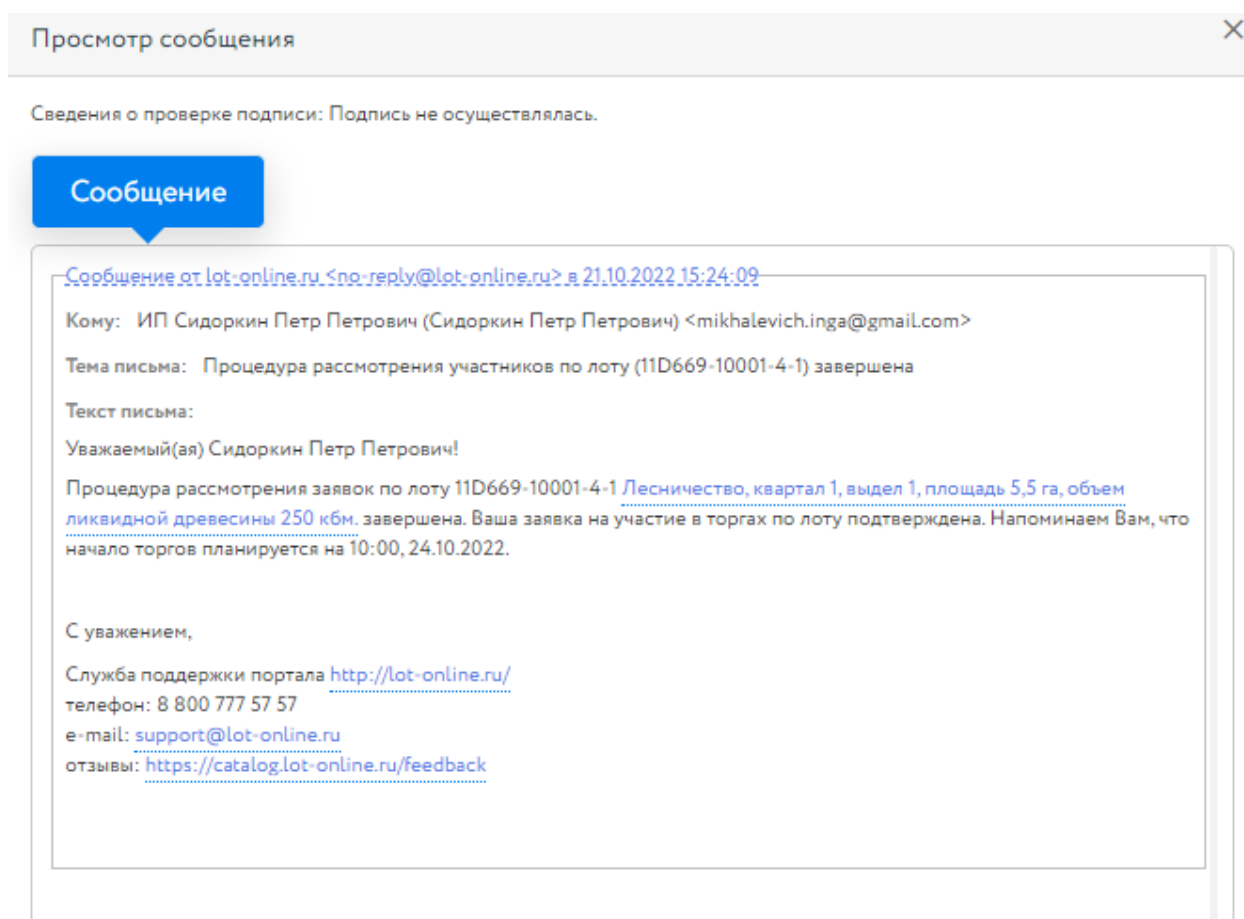 Просмотр сообщения
Сведения о проверке подписи: Подпись не осуществлялась.
Сообщение
Сообщение от lot-online.ru <no-reply@lot-online.ru> в 21.10.2022 15:24:09
Кому: ИП Сидоркин Петр Петрович (Сидоркин Петр Петрович) <mikhalevich.inga@gmail.com>
Тема письма: Процедура рассмотрения участников по лоту (11D669-10001-4-1) завершена
Текст письма:
Уважаемый(ая) Сидоркин Петр Петрович!
Процедура рассмотрения заявок по лоту 11D669-10001-4-1 Лесничество, квартал 1, выдел 1, площадь 5,5 га, объем
ликвидной древесины 250 кбм. завершена. Ваша заявка на участие в торгах по лоту подтверждена. Напоминаем Вам, что
начало торгов планируется на 10:00, 24.10.2022.
С уважением,
Служба поддержки портала http://lot-online.ru/
телефон: 8 800 777 57 57
e-mail: support@lot-online.ru
отзывы: https://catalog.lot-online.ru/feedback